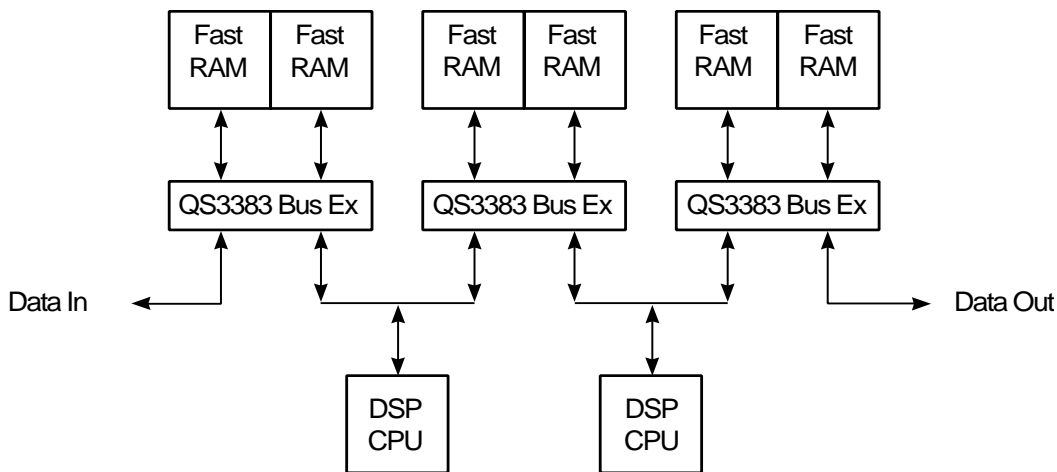 Fast RAM
Fast RAM
Fast RAM
Fast RAM
Fast RAM
Fast RAM
QS3383 Bus Ex
QS3383 Bus Ex
QS3383 Bus Ex
Data In
Data Out
DSP CPU
DSP CPU